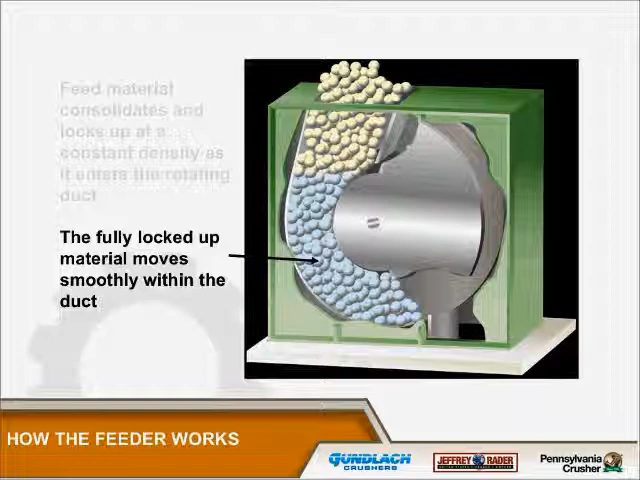 Feed material
consolidates and
locks up at a
constant density as
it enters the rotating
duct
The fully locked up
material moves
smoothly within the
duct
HOW THE FEEDER WORKS
GUNDLACH
CRUSHERS
JEFFREY RADER
Pennsylvania
Crusher